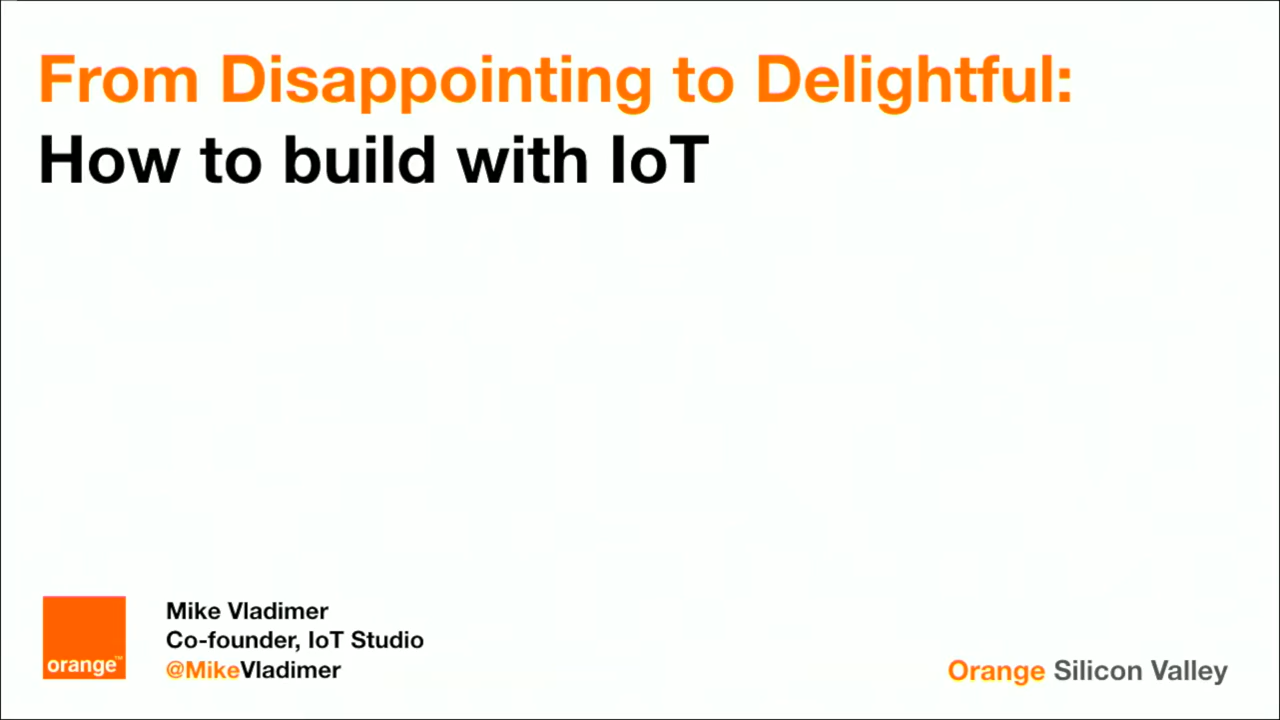 From Disappointing to Delightful:
How to build with IoT
orange™
Mike Vladimer
Co-founder, IoT Studio
@MikeVladimer
Orange Silicon Valley